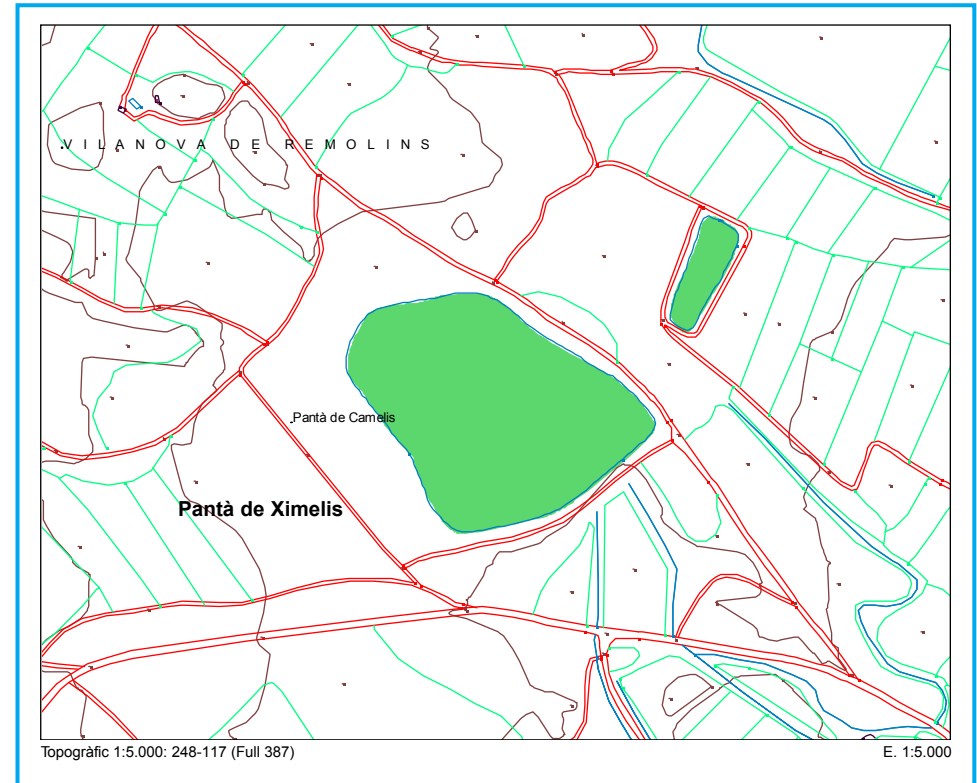 VILANOVA DE REMOLINS
Pantà de Camelis
Pantà de Ximelis
Topogràfic 1:5.000: 248-117 (Full 387)
E. 1:5.000